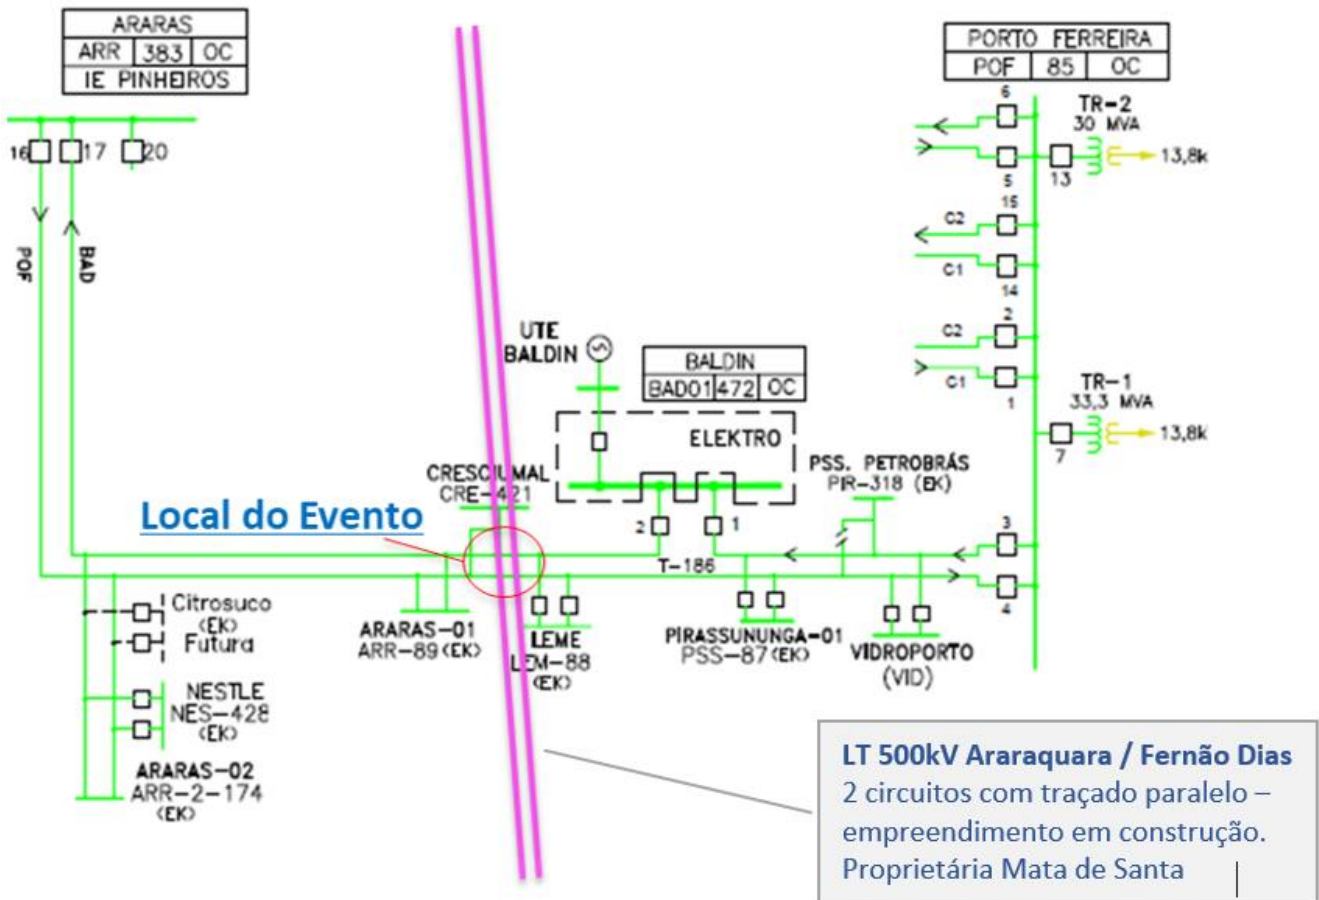 ARARAS
ARR 383 OC
IE PINHEIROS
16
17
20
POF
BAD
PORTO FERREIRA
POF 85 OC
6
TR-2
30 MVA
13,8k
13
5
15
C2
C1
14
2
C2
C1
1
TR-1
33,3 MVA
13,8k
7
3
4
UTE
BALDIN
BALDIN
BAD01 472 OC
ELEKTRO
CRESCIUMAL
CRE-421
PSS. PETROBRÁS
PIR-318 (EK)
2
1
T-186
Local do Evento
Citrosuco
(EK)
Futura
NESTLE
NES-428
(EK)
ARARAS-02
ARR-2-174
(EK)
ARARAS-01
ARR-89(EK)
LEME
LEM-88
(EK)
PIRASSUNUNGA-01
PSS-87(EK)
VIDROPORTO
(VID)
LT 500kV Araraquara / Fernão Dias
2 circuitos com traçado paralelo –
empreendimento em construção.
Proprietária Mata de Santa